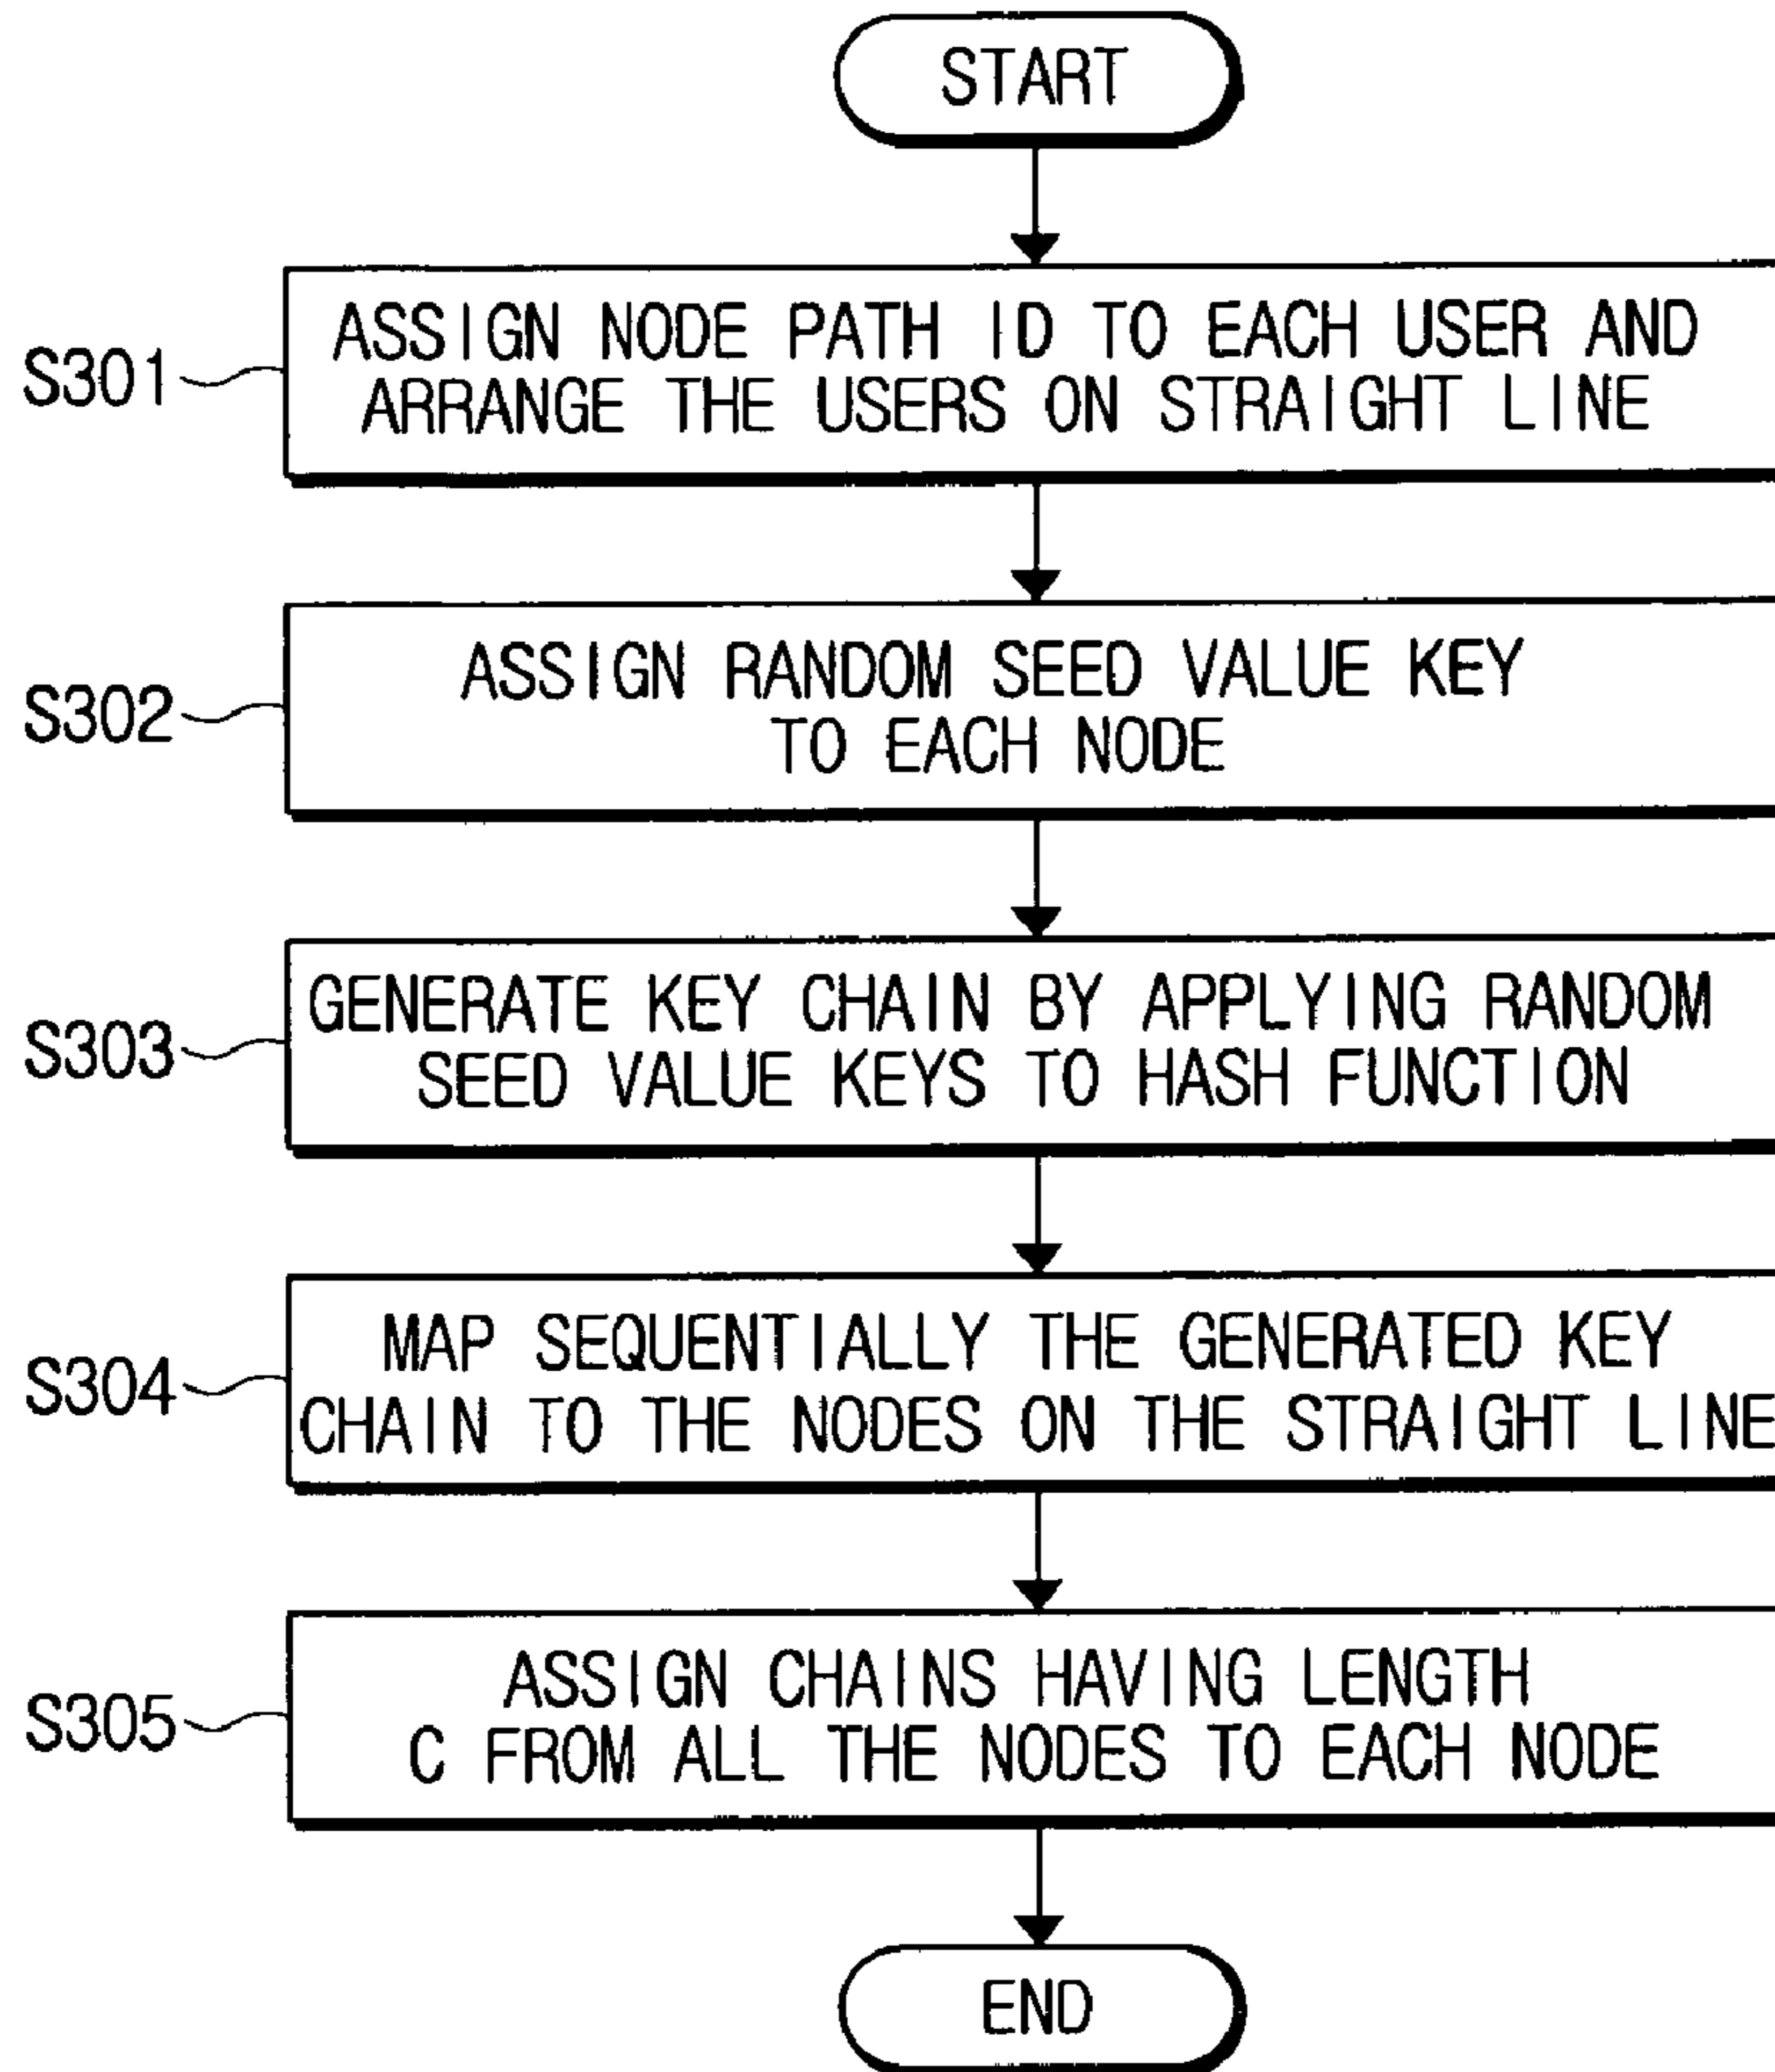 START
S301
ASSIGN NODE PATH ID TO EACH USER AND
ARRANGE THE USERS ON STRAIGHT LINE
S302
ASSIGN RANDOM SEED VALUE KEY
TO EACH NODE
S303
GENERATE KEY CHAIN BY APPLYING RANDOM
SEED VALUE KEYS TO HASH FUNCTION
S304
MAP SEQUENTIALLY THE GENERATED KEY
CHAIN TO THE NODES ON THE STRAIGHT LINE
S305
ASSIGN CHAINS HAVING LENGTH
C FROM ALL THE NODES TO EACH NODE
END